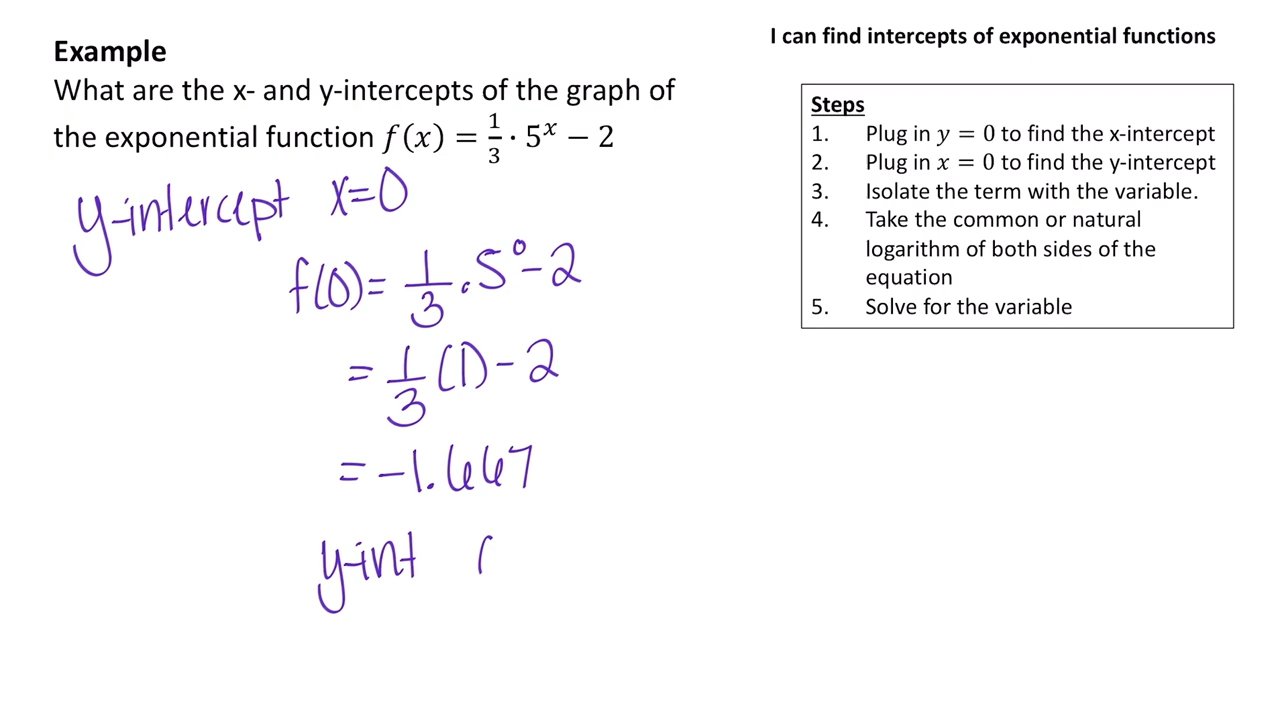 I can find intercepts of exponential functions
Example
What are the x- and y-intercepts of the graph of
the exponential function f(x) = 1/3 · 5^x − 2
Steps
1. Plug in y = 0 to find the x-intercept
2. Plug in x = 0 to find the y-intercept
3. Isolate the term with the variable.
4. Take the common or natural
logarithm of both sides of the
equation
5. Solve for the variable
y-intercept x=0
f(0) = 1/3 . 5^0 - 2
= 1/3 (1) - 2
= -1.667
y-int (